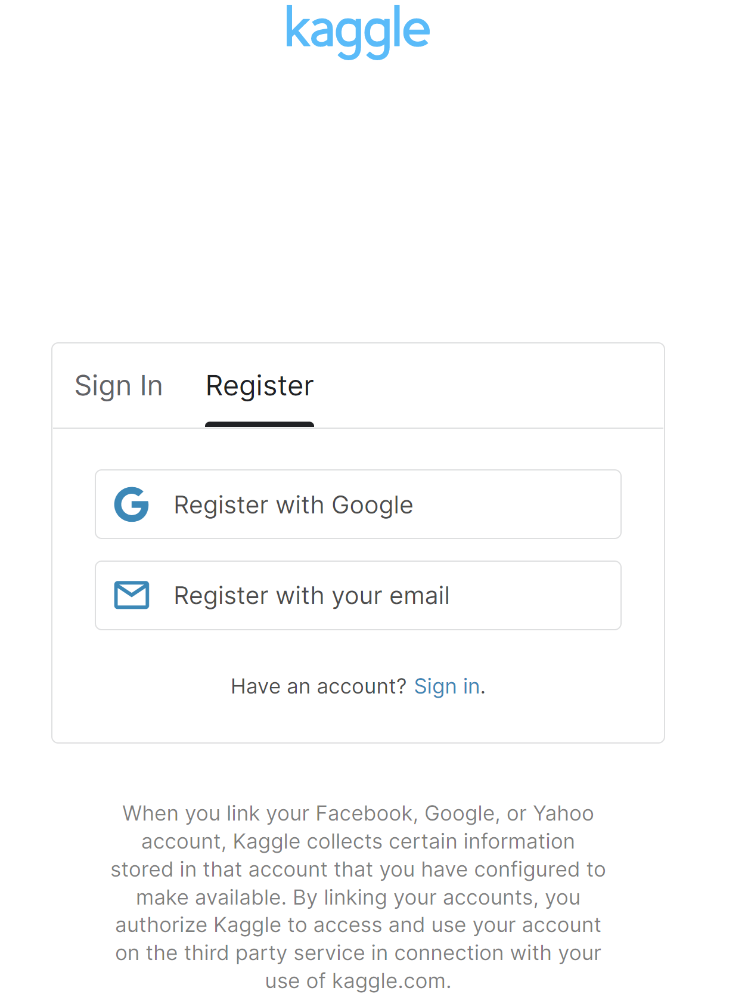 kaggle
Sign In
Register
Register with Google
Register with your email
Have an account? Sign in.
When you link your Facebook, Google, or Yahoo
account, Kaggle collects certain information
stored in that account that you have configured to
make available. By linking your accounts, you
authorize Kaggle to access and use your account
on the third party service in connection with your
use of kaggle.com.